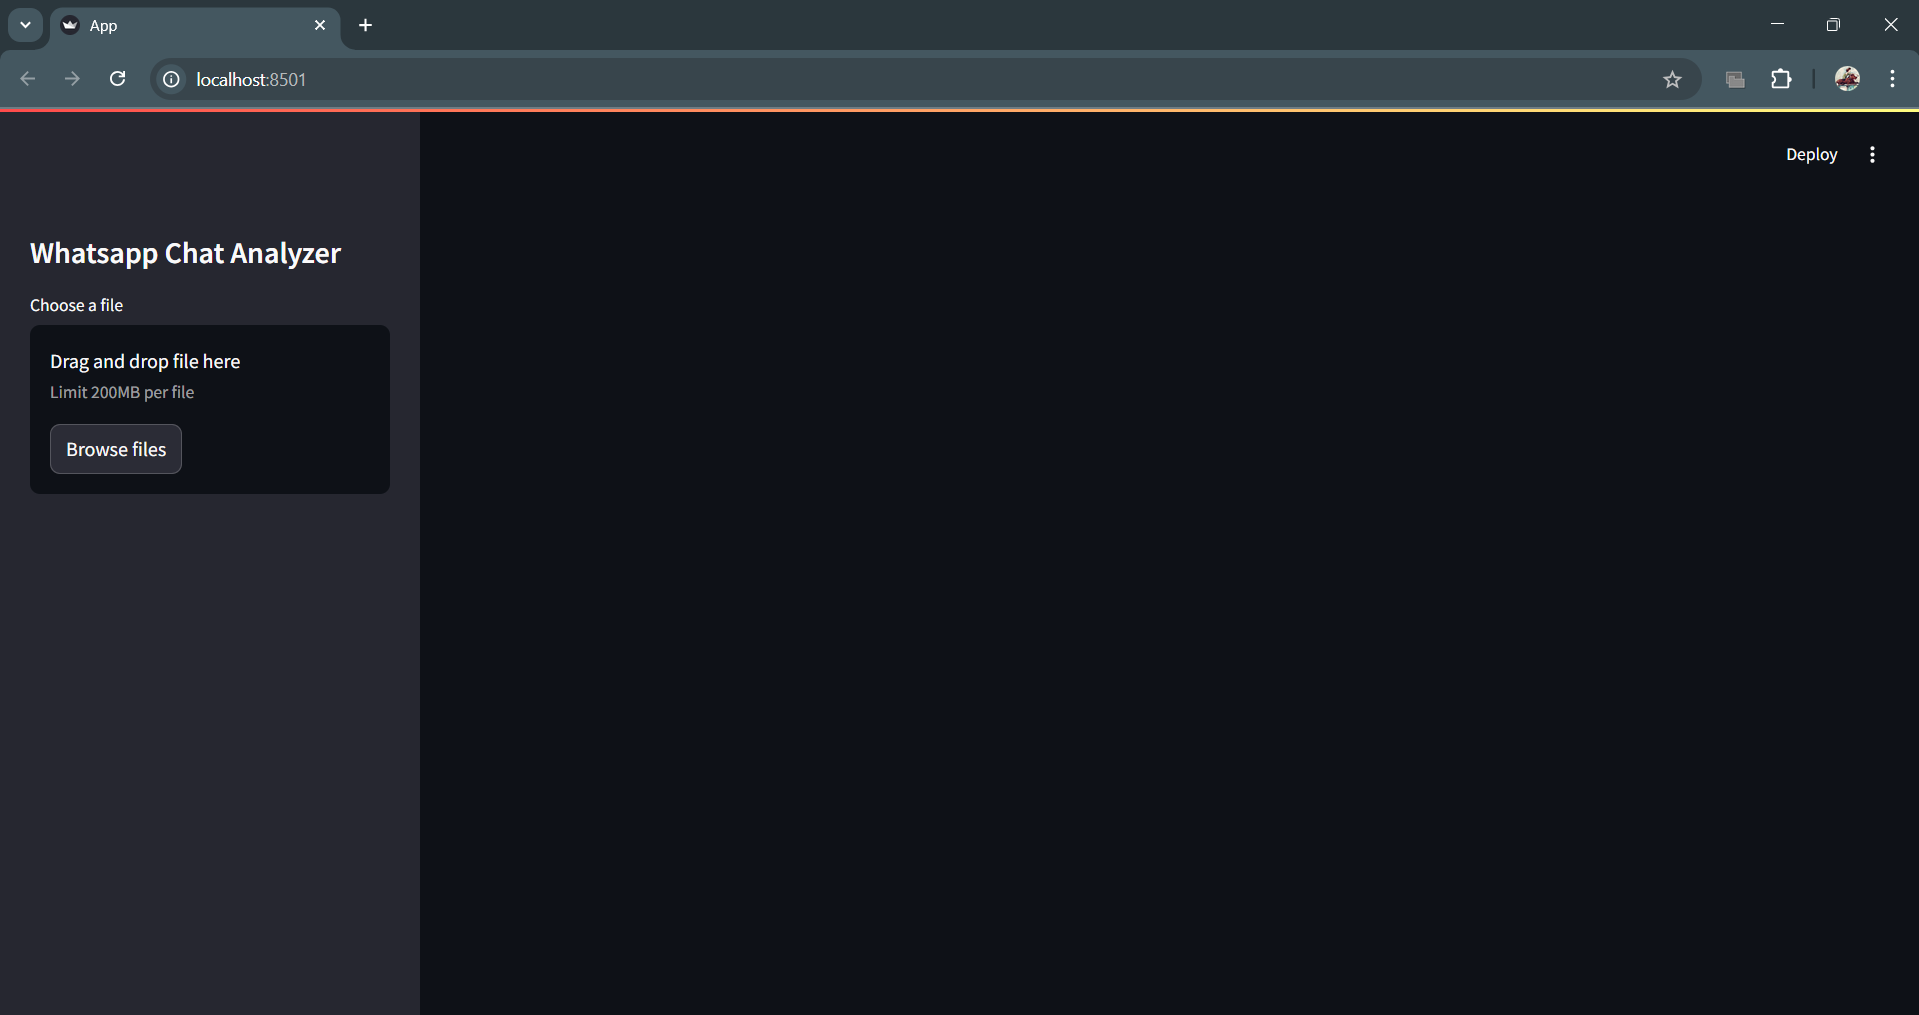 App
localhost:8501
Deploy
Whatsapp Chat Analyzer
Choose a file
Drag and drop file here
Limit 200MB per file
Browse files